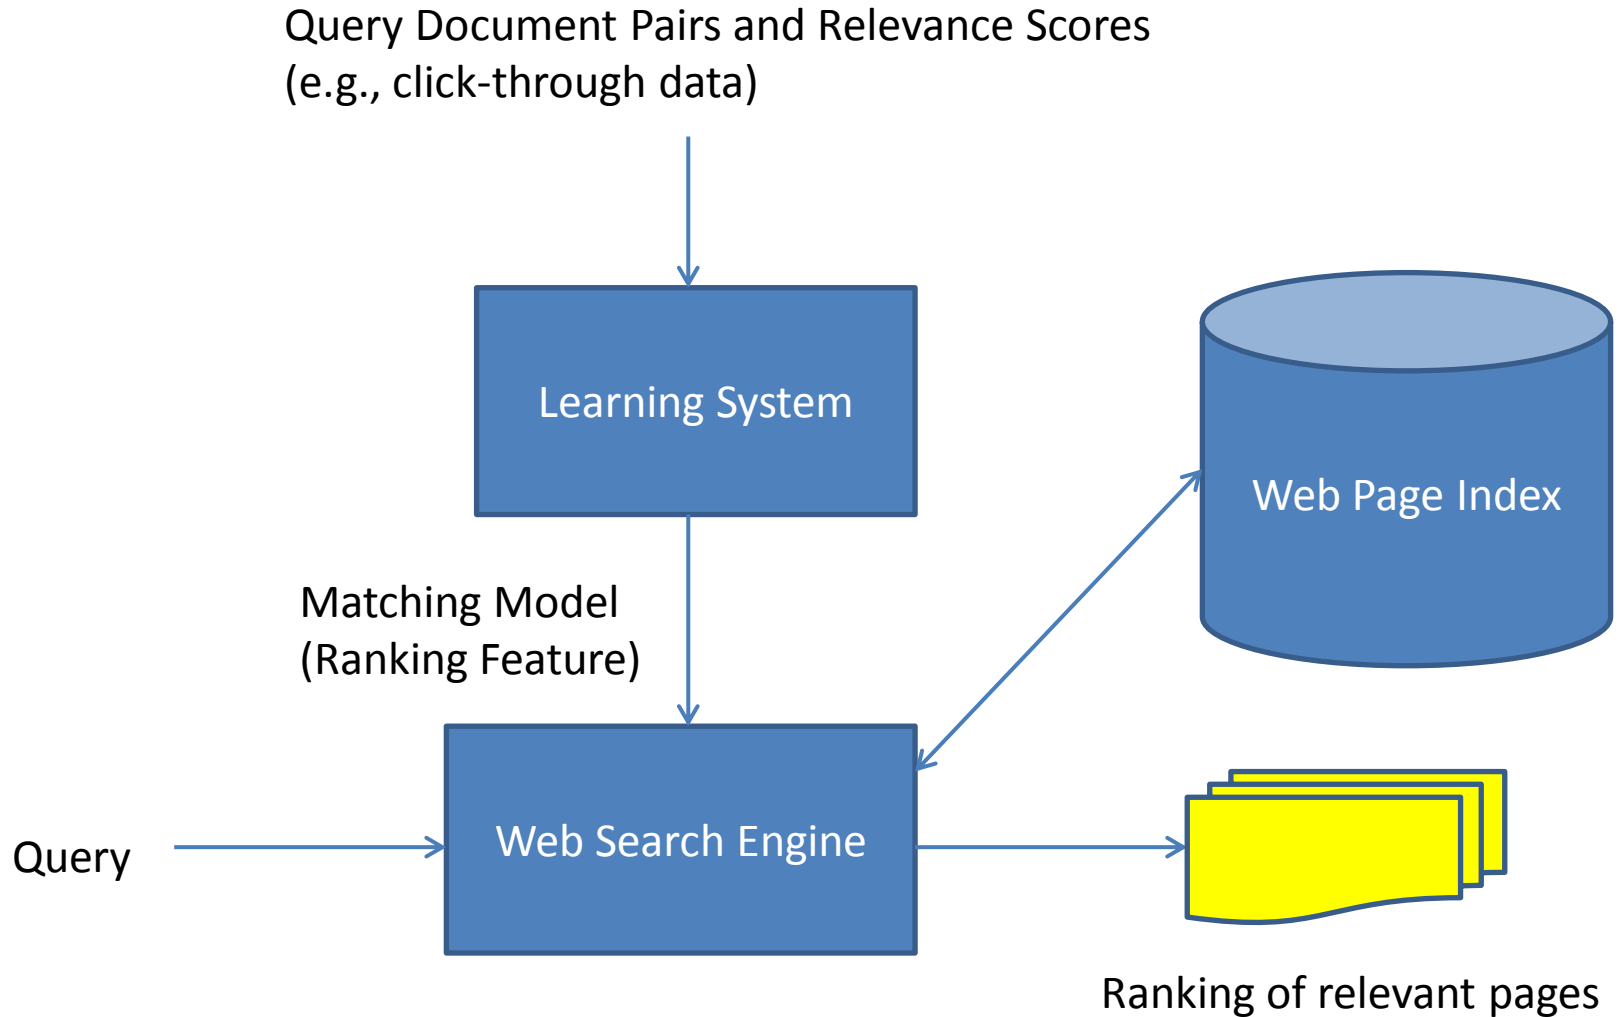 Query Document Pairs and Relevance Scores
(e.g., click-through data)
Learning System
Web Page Index
Matching Model
(Ranking Feature)
Query
Web Search Engine
Ranking of relevant pages